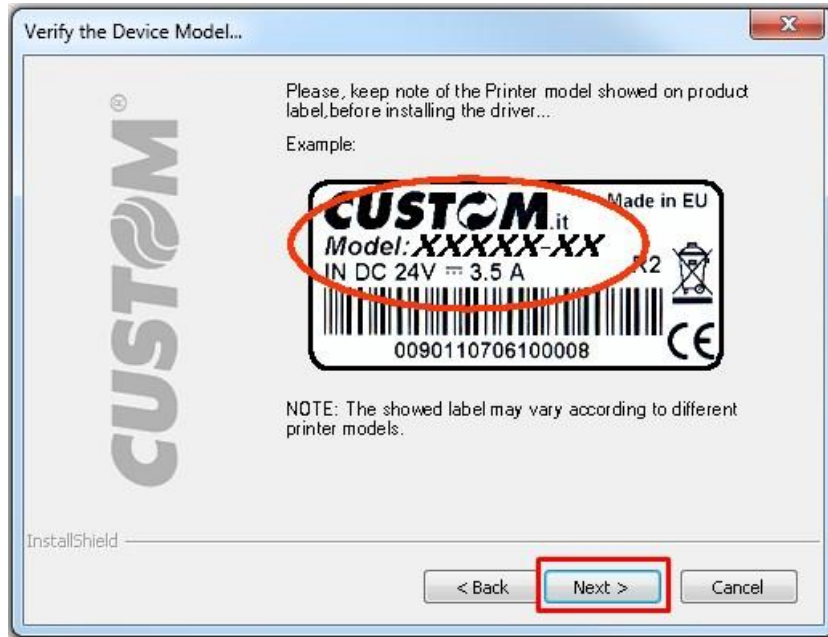 Verify the Device Model...
CUSTOM®
Please, keep note of the Printer model showed on product
label,before installing the driver...
Example:
CUSTOM.it
Made in EU
Model: XXXXX-XX
IN DC 24V ⎓ 3.5 A
R2
0090110706100008
CE
NOTE: The showed label may vary according to different
printer models.
InstallShield
< Back
Next >
Cancel